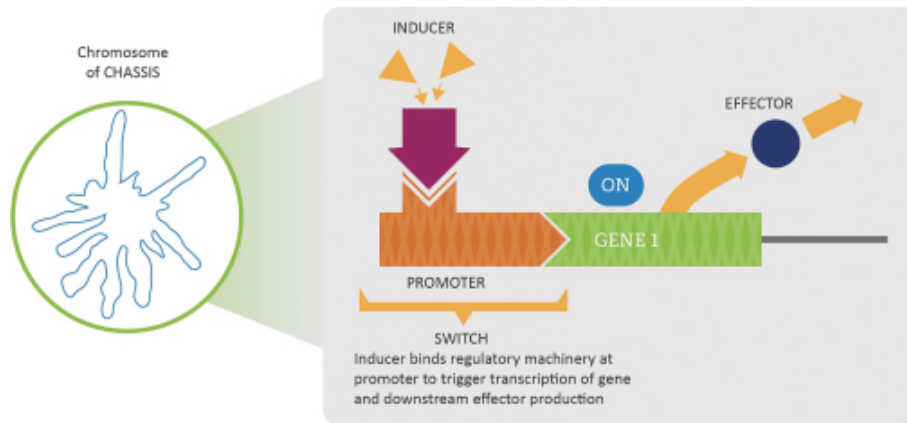 Chromosome
of CHASSIS
INDUCER
EFFECTOR
ON
GENE 1
PROMOTER
SWITCH
Inducer binds regulatory machinery at
promoter to trigger transcription of gene
and downstream effector production